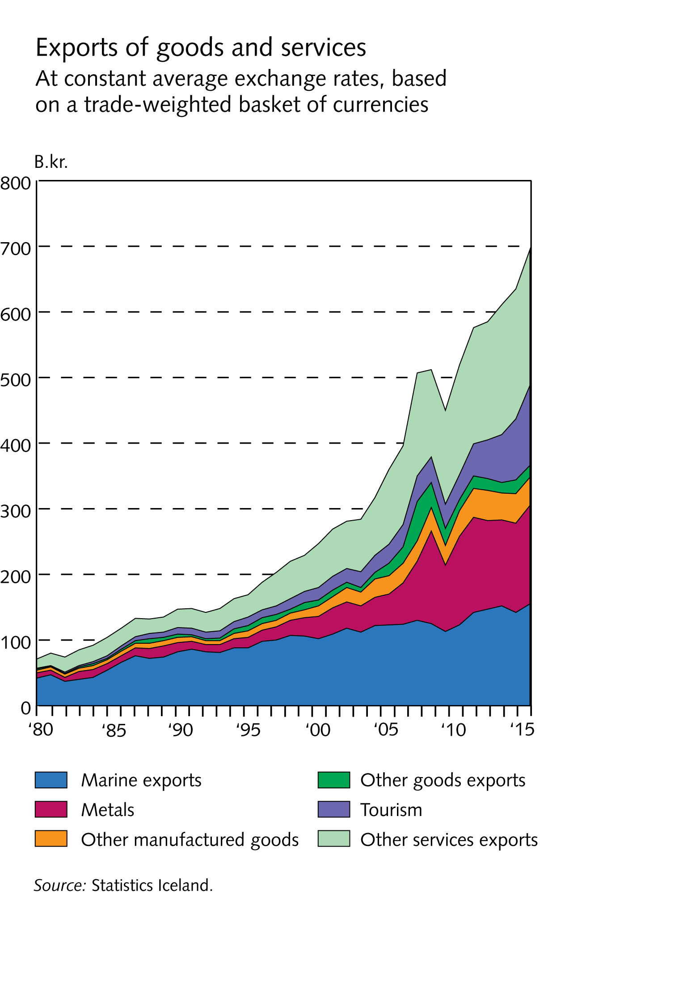 Exports of goods and services
At constant average exchange rates, based
on a trade-weighted basket of currencies
B.kr.
800
700
600
500
400
300
200
100
0
‘80 ‘85 ‘90 ‘95 ‘00 ‘05 ‘10 ‘15
Marine exports
Metals
Other manufactured goods
Other goods exports
Tourism
Other services exports
Source: Statistics Iceland.